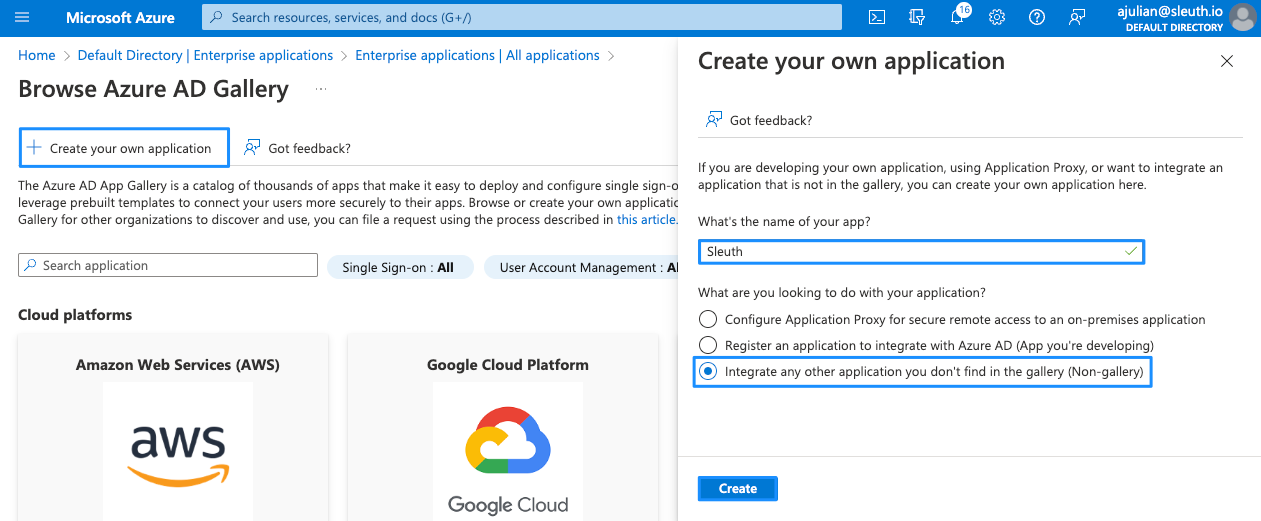 Microsoft Azure
Search resources, services, and docs (G+/)
16
ajulian@sleuth.io
DEFAULT DIRECTORY
Home > Default Directory | Enterprise applications > Enterprise applications | All applications >
Browse Azure AD Gallery ...
+ Create your own application
Got feedback?
The Azure AD App Gallery is a catalog of thousands of apps that make it easy to deploy and configure single sign-o
leverage prebuilt templates to connect your users more securely to their apps. Browse or create your own applicatio
Gallery for other organizations to discover and use, you can file a request using the process described in this article.
Search application
Single Sign-on : All
User Account Management : Al
Cloud platforms
Amazon Web Services (AWS)
aws
Google Cloud Platform
Google Cloud
Create your own application
Got feedback?
If you are developing your own application, using Application Proxy, or want to integrate an
application that is not in the gallery, you can create your own application here.
What's the name of your app?
Sleuth
What are you looking to do with your application?
Configure Application Proxy for secure remote access to an on-premises application
Register an application to integrate with Azure AD (App you're developing)
Integrate any other application you don't find in the gallery (Non-gallery)
Create